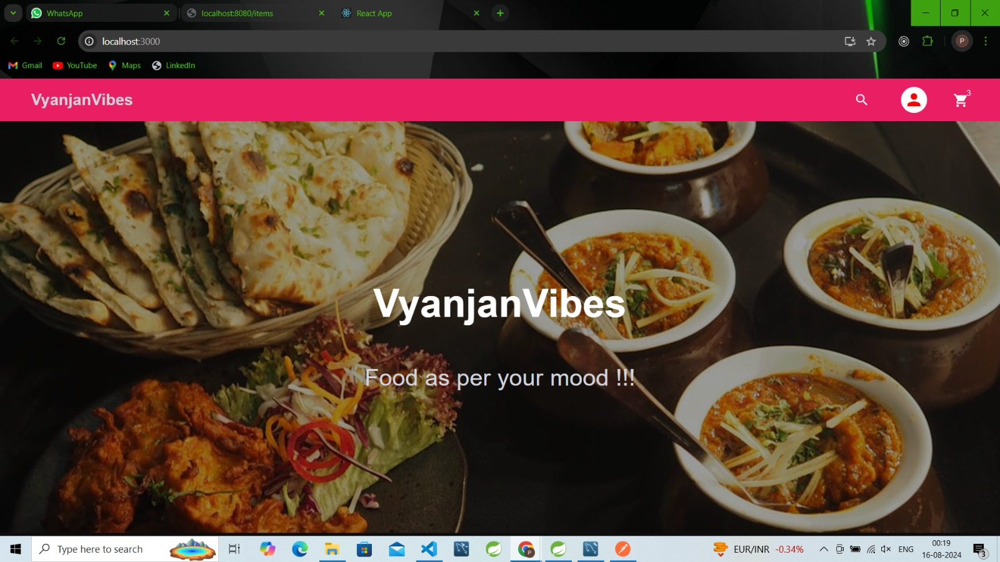 WhatsApp
localhost:8080/items
React App
localhost:3000
P
Gmail
YouTube
Maps
LinkedIn
VyanjanVibes
3
VyanjanVibes
Food as per your mood !!!
Type here to search
P
EUR/INR -0.34%
ENG
00:19
16-08-2024
3